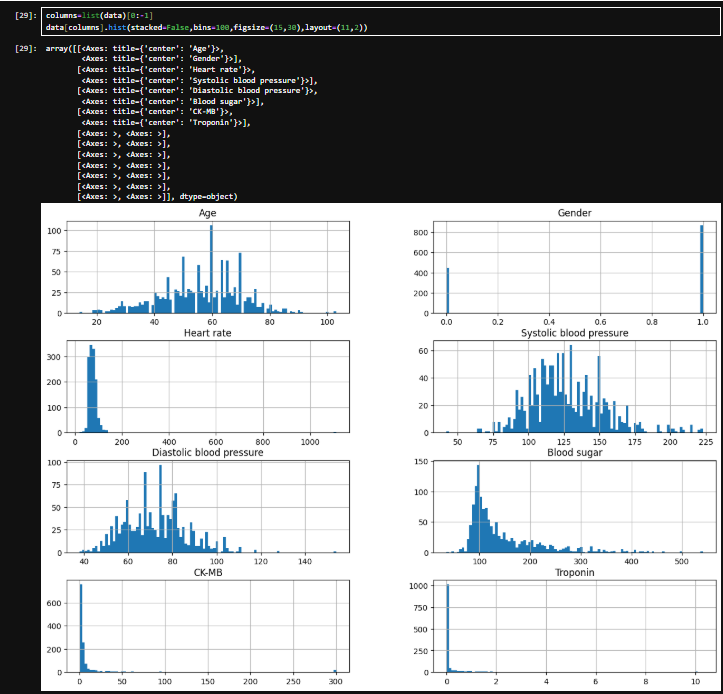 [29]: columns=list(data)[0:-1]
data[columns].hist(stacked=False,bins=100,figsize=(15,30),layout=(11,2))
[29]: array([[<Axes: title={'center': 'Age'}>,
<Axes: title={'center': 'Gender'}>],
[<Axes: title={'center': 'Heart rate'}>,
<Axes: title={'center': 'Systolic blood pressure'}>],
[<Axes: title={'center': 'Diastolic blood pressure'}>,
<Axes: title={'center': 'Blood sugar'}>],
[<Axes: title={'center': 'CK-MB'}>,
<Axes: title={'center': 'Troponin'}>],
[<Axes: >, <Axes: >],
[<Axes: >, <Axes: >],
[<Axes: >, <Axes: >],
[<Axes: >, <Axes: >],
[<Axes: >, <Axes: >],
[<Axes: >, <Axes: >],
[<Axes: >, <Axes: >]], dtype=object)
Age
100
75
50
25
0
20 40 60 80 100
Gender
800
600
400
200
0
0.0 0.2 0.4 0.6 0.8 1.0
Heart rate
300
200
100
0
0 200 400 600 800 1000
Systolic blood pressure
60
40
20
0
50 75 100 125 150 175 200 225
Diastolic blood pressure
100
75
50
25
0
40 60 80 100 120 140
Blood sugar
150
100
50
0
100 200 300 400 500
CK-MB
600
400
200
0
0 50 100 150 200 250 300
Troponin
1000
750
500
250
0
0 2 4 6 8 10